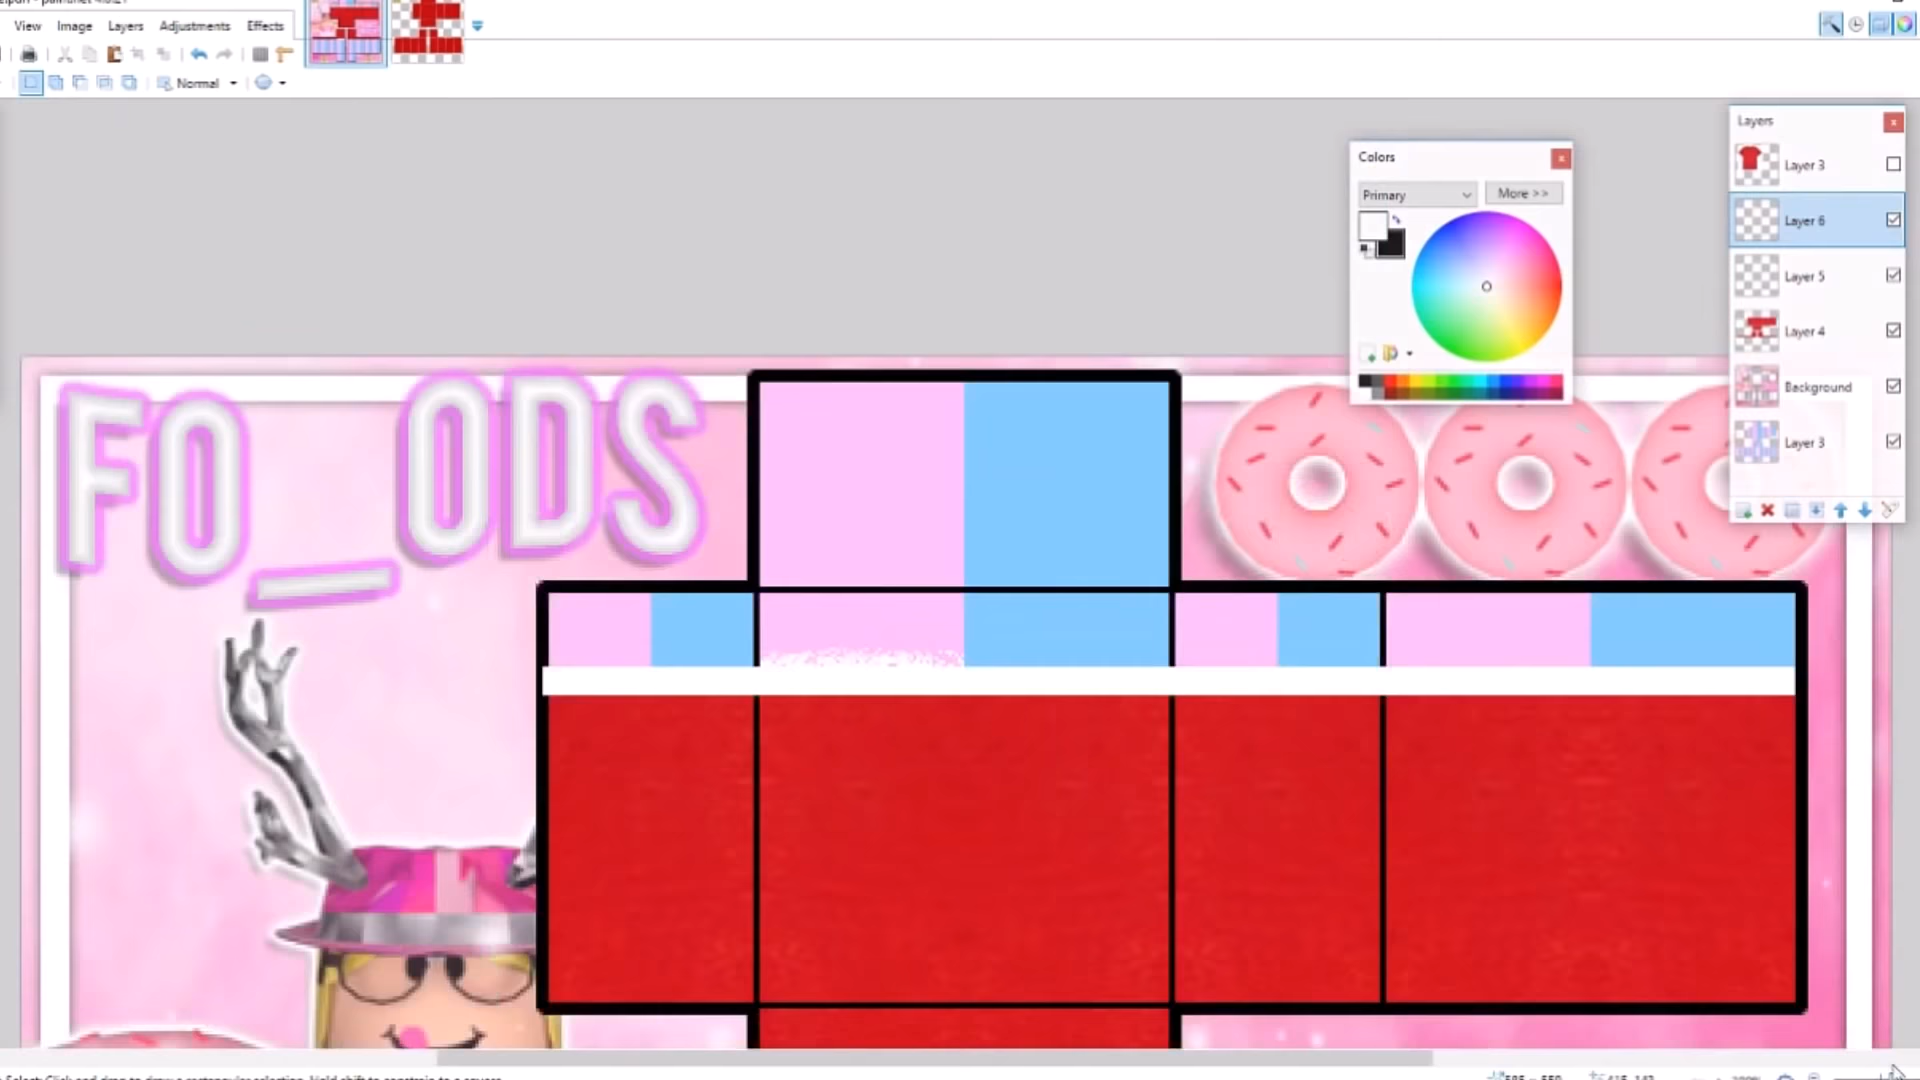 View Image Layers Adjustments Effects
Normal
Layers
Layer 3
Layer 6
Layer 5
Layer 4
Background
Layer 3
Colors
Primary
More >>
FO_ODS